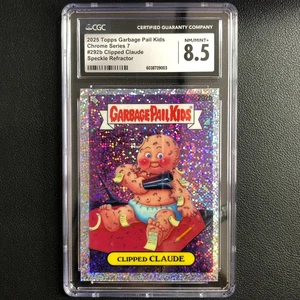 CGC
CERTIFIED GUARANTY COMPANY
2025 Topps Garbage Pail Kids
Chrome Series 7
#292b Clipped Claude
Speckle Refractor
NM/MINT+
8.5
GARBAGE PAIL KIDS
CLIPPED CLAUDE